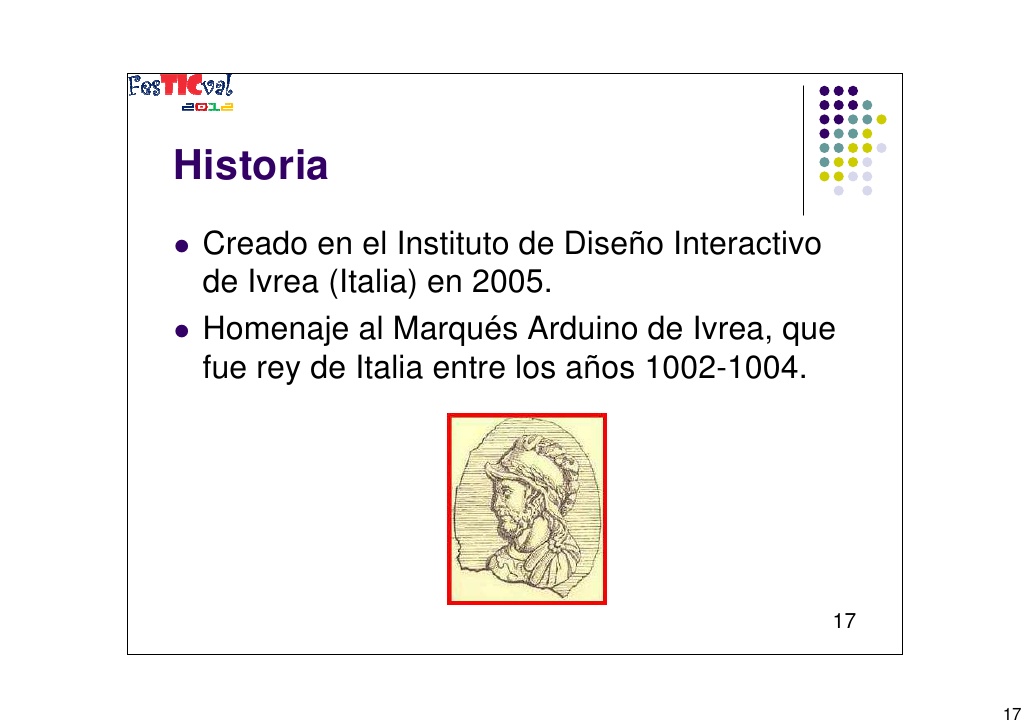 FesTICval
2012
Historia
● Creado en el Instituto de Diseño Interactivo
de Ivrea (Italia) en 2005.
● Homenaje al Marqués Arduino de Ivrea, que
fue rey de Italia entre los años 1002-1004.
17
17